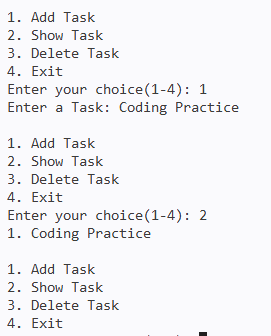 1. Add Task
2. Show Task
3. Delete Task
4. Exit
Enter your choice(1-4): 1
Enter a Task: Coding Practice

1. Add Task
2. Show Task
3. Delete Task
4. Exit
Enter your choice(1-4): 2
1. Coding Practice

1. Add Task
2. Show Task
3. Delete Task
4. Exit